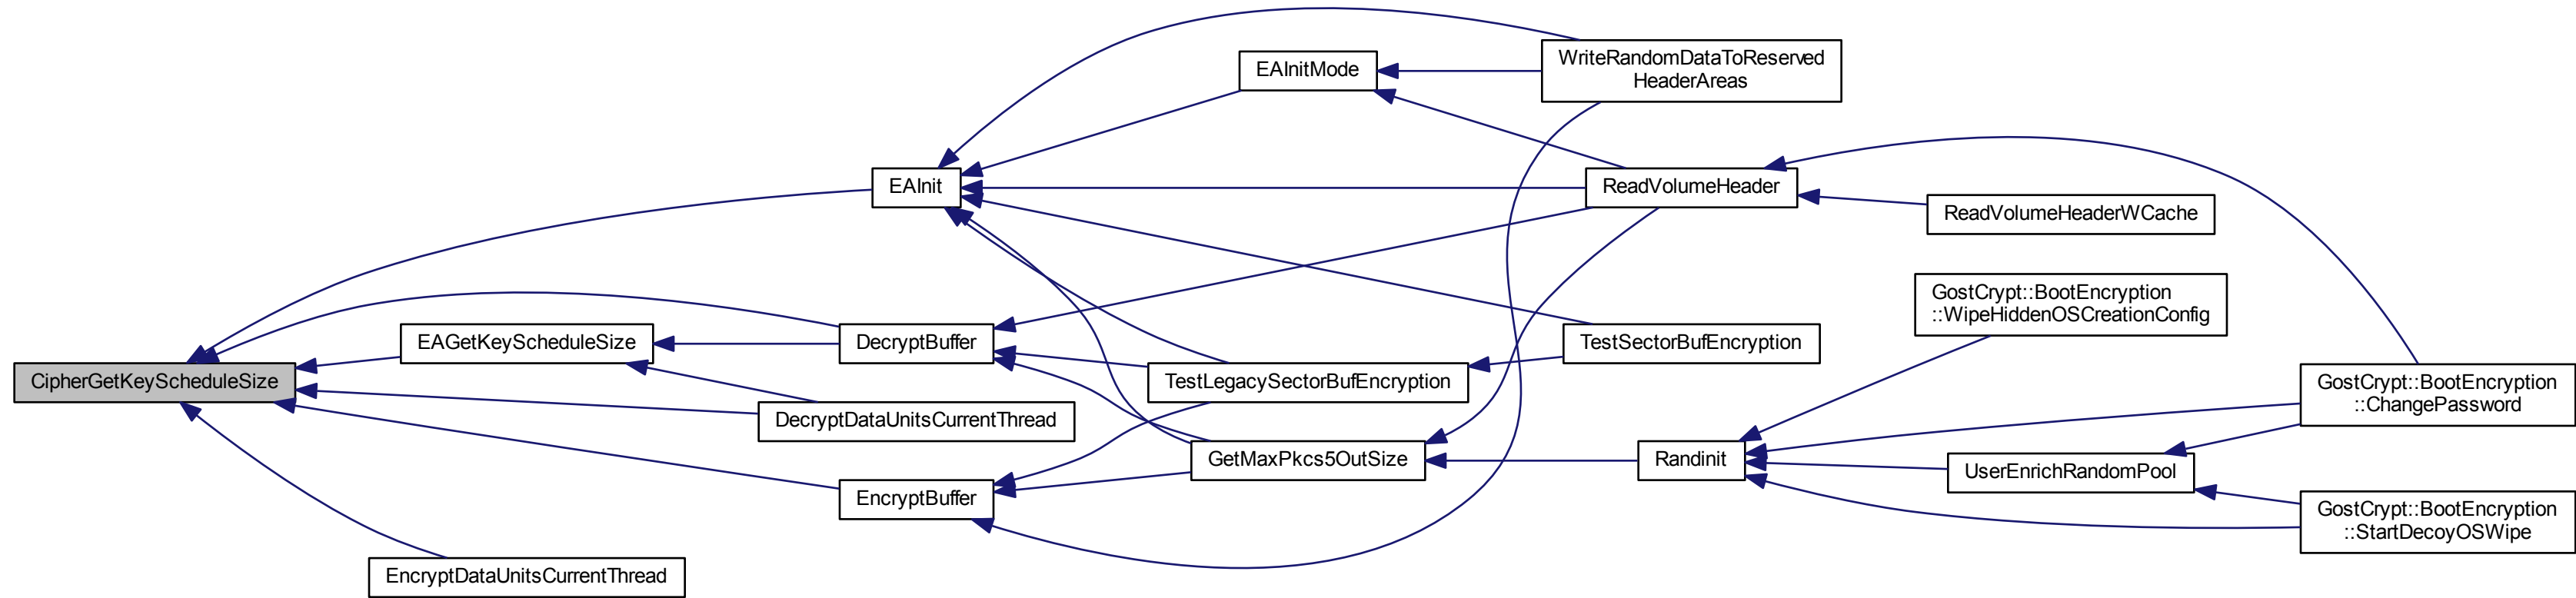 WriteRandomDataToReserved
HeaderAreas
EAInitMode
EAInit
ReadVolumeHeader
ReadVolumeHeaderWCache
GostCrypt::BootEncryption
::WipeHiddenOSCreationConfig
EAGetKeyScheduleSize
DecryptBuffer
TestSectorBufEncryption
CipherGetKeyScheduleSize
TestLegacySectorBufEncryption
GostCrypt::BootEncryption
::ChangePassword
DecryptDataUnitsCurrentThread
GetMaxPkcs5OutSize
Randinit
UserEnrichRandomPool
EncryptBuffer
GostCrypt::BootEncryption
::StartDecoyOSWipe
EncryptDataUnitsCurrentThread